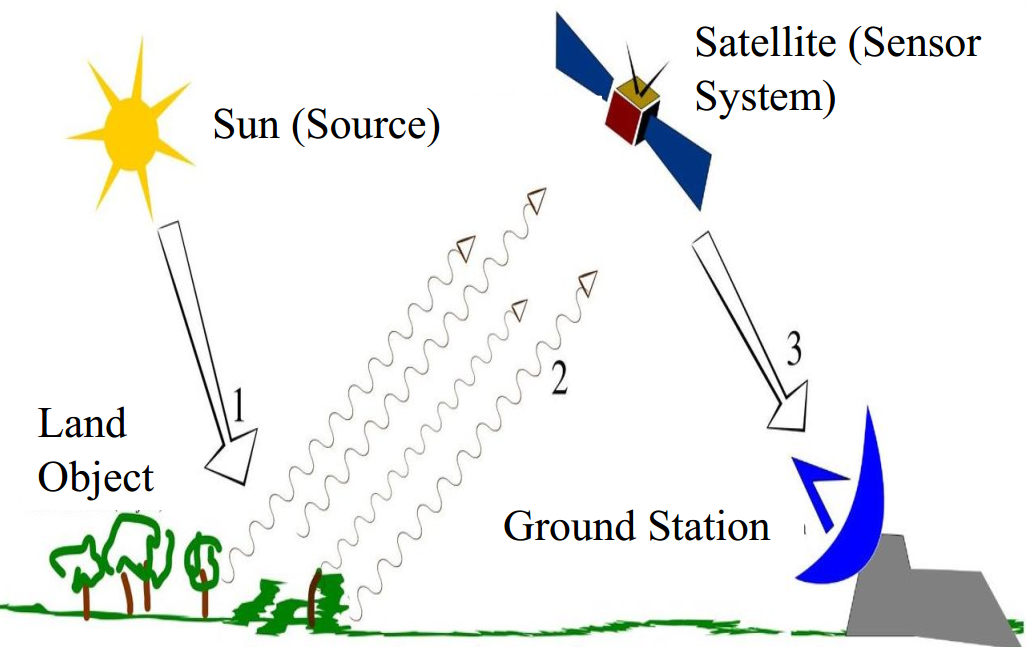 Satellite (Sensor
System)
Sun (Source)
3
2
1
Land
Object
Ground Station